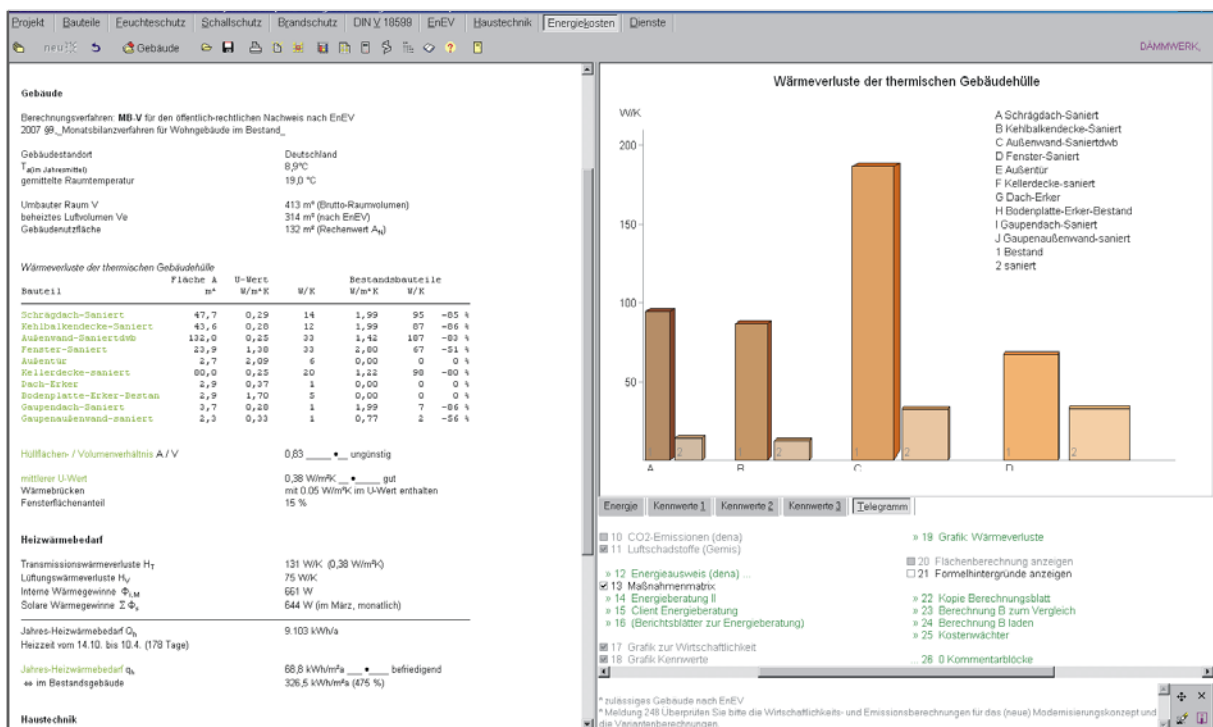 Projekt Bauteile Feuchteschutz Schallschutz Brandschutz DIN V 18599 EnEV Haustechnik Energiekosten Dienste
neu Gebäude
DÄMMWERK,
Gebäude
Berechnungsverfahren: MB-V für den öffentlich-rechtlichen Nachweis nach EnEV
2007 §9,_Monatsbilanzverfahren für Wohngebäude im Bestand_
Gebäudestandort Deutschland
Te(im Jahresmittel) 8,9°C
gemittelte Raumtemperatur 19,0 °C
Umbauter Raum V 413 m³ (Brutto-Raumvolumen)
beheiztes Luftvolumen Ve 314 m³ (nach EnEV)
Gebäudenutzfläche 132 m² (Rechenwert AN)
Wärmeverluste der thermischen Gebäudehülle
Fläche A U-Wert Bestandsbauteile
Bauteil m² W/m²K W/K W/m²K W/K
Schrägdach-Saniert 47,7 0,29 14 1,99 95 -85 %
Kehlbalkendecke-Saniert 43,6 0,28 12 1,99 87 -86 %
Außenwand-Saniertdwb 132,0 0,25 33 1,42 187 -83 %
Fenster-Saniert 23,9 1,38 33 2,80 67 -51 %
Außentür 2,7 2,09 6 0,00 0 0 %
Kellerdecke-saniert 80,0 0,25 20 1,22 98 -80 %
Dach-Erker 2,9 0,37 1 0,00 0 0 %
Bodenplatte-Erker-Bestan 2,9 1,70 5 0,00 0 0 %
Gaupendach-Saniert 3,7 0,28 1 1,99 7 -86 %
Gaupenaußenwand-saniert 2,3 0,33 1 0,77 2 -56 %
Hüllflächen- / Volumenverhältnis A / V 0,83 _____ •__ ungünstig
mittlerer U-Wert 0,38 W/m²K __ •_____ gut
Wärmebrücken mit 0.05 W/m²K im U-Wert enthalten
Fensterflächenanteil 15 %
Heizwärmebedarf
Transmissionswärmeverluste HT 131 W/K (0,38 W/m²K)
Lüftungswärmeverluste HV 75 W/K
Interne Wärmegewinne Φi,M 661 W
Solare Wärmegewinne Σ Φs 644 W (im März, monatlich)
Jahres-Heizwärmebedarf Qh 9.103 kWh/a
Heizzeit vom 14.10. bis 10.4. (178 Tage)
Jahres-Heizwärmebedarf qh 68,8 kWh/m²a ___ •____ befriedigend
⇔ im Bestandsgebäude 326,5 kWh/m²a (475 %)
Haustechnik
Wärmeverluste der thermischen Gebäudehülle
W/K
200
150
100
50
A Schrägdach-Saniert
B Kehlbalkendecke-Saniert
C Außenwand-Saniertdwb
D Fenster-Saniert
E Außentür
F Kellerdecke-saniert
G Dach-Erker
H Bodenplatte-Erker-Bestand
I Gaupendach-Saniert
J Gaupenaußenwand-saniert
1 Bestand
2 saniert
1 2 1 2 1 2 1 2
A B C D
Energie Kennwerte 1 Kennwerte 2 Kennwerte 3 Telegramm
10 CO2-Emissionen (dena)
11 Luftschadstoffe (Gemis)
» 12 Energieausweis (dena) ...
13 Maßnahmenmatrix
» 14 Energieberatung II
» 15 Client Energieberatung
» 16 (Berichtsblätter zur Energieberatung)
17 Grafik zur Wirtschaftlichkeit
18 Grafik Kennwerte
» 19 Grafik: Wärmeverluste
20 Flächenberechnung anzeigen
21 Formelhintergründe anzeigen
» 22 Kopie Berechnungsblatt
» 23 Berechnung B zum Vergleich
» 24 Berechnung B laden
» 25 Kostenwächter
... 26 0 Kommentarblöcke
* zulässiges Gebäude nach EnEV
* Meldung 248 Überprüfen Sie bitte die Wirtschaftlichkeits- und Emissionsberechnungen für das (neue) Modernisierungskonzept und
die Variantenberechnungen.